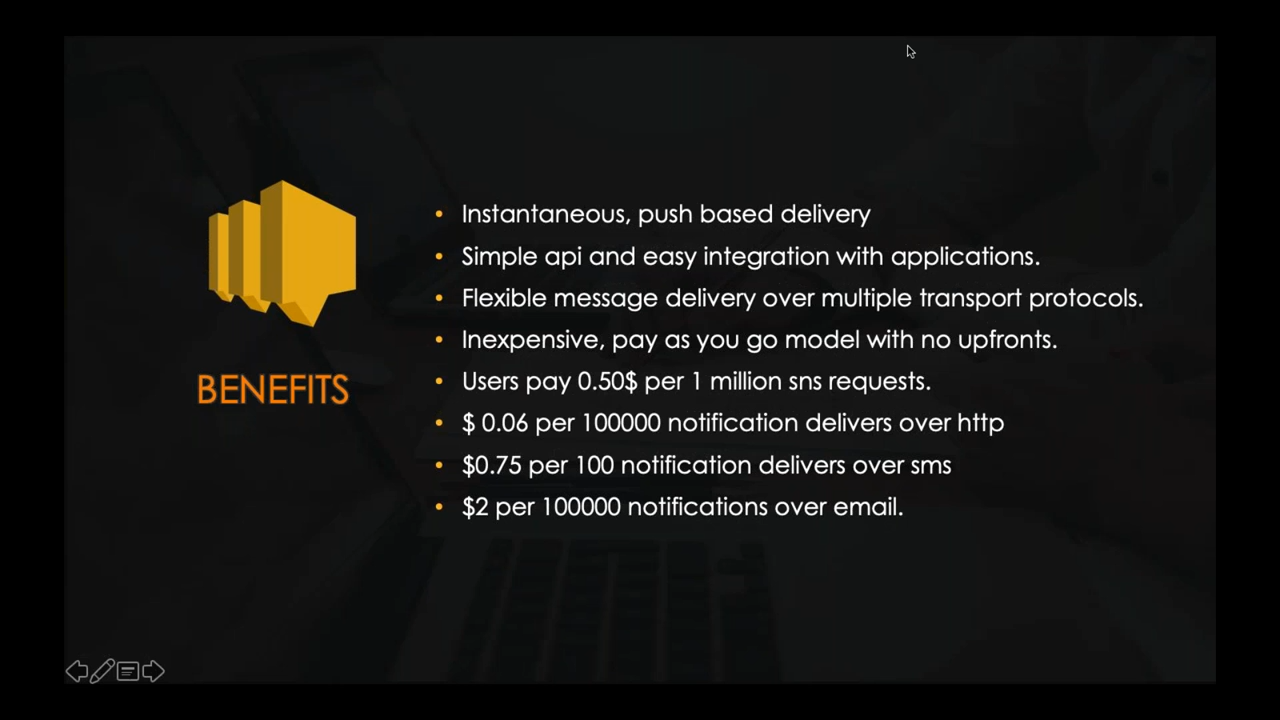 BENEFITS
Instantaneous, push based delivery
Simple api and easy integration with applications.
Flexible message delivery over multiple transport protocols.
Inexpensive, pay as you go model with no upfronts.
Users pay 0.50$ per 1 million sns requests.
$ 0.06 per 100000 notification delivers over http
$0.75 per 100 notification delivers over sms
$2 per 100000 notifications over email.